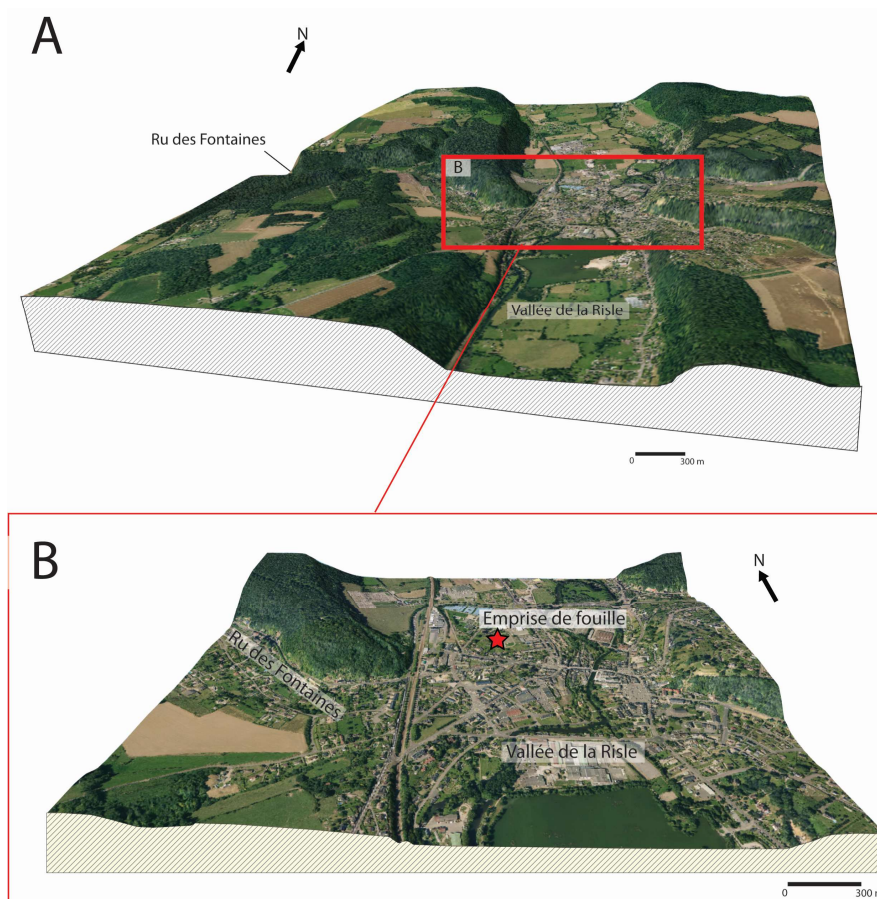 A
N
Ru des Fontaines
B
Vallée de la Risle
0 300 m
B
N
Emprise de fouille
Ru des Fontaines
Vallée de la Risle
0 300 m